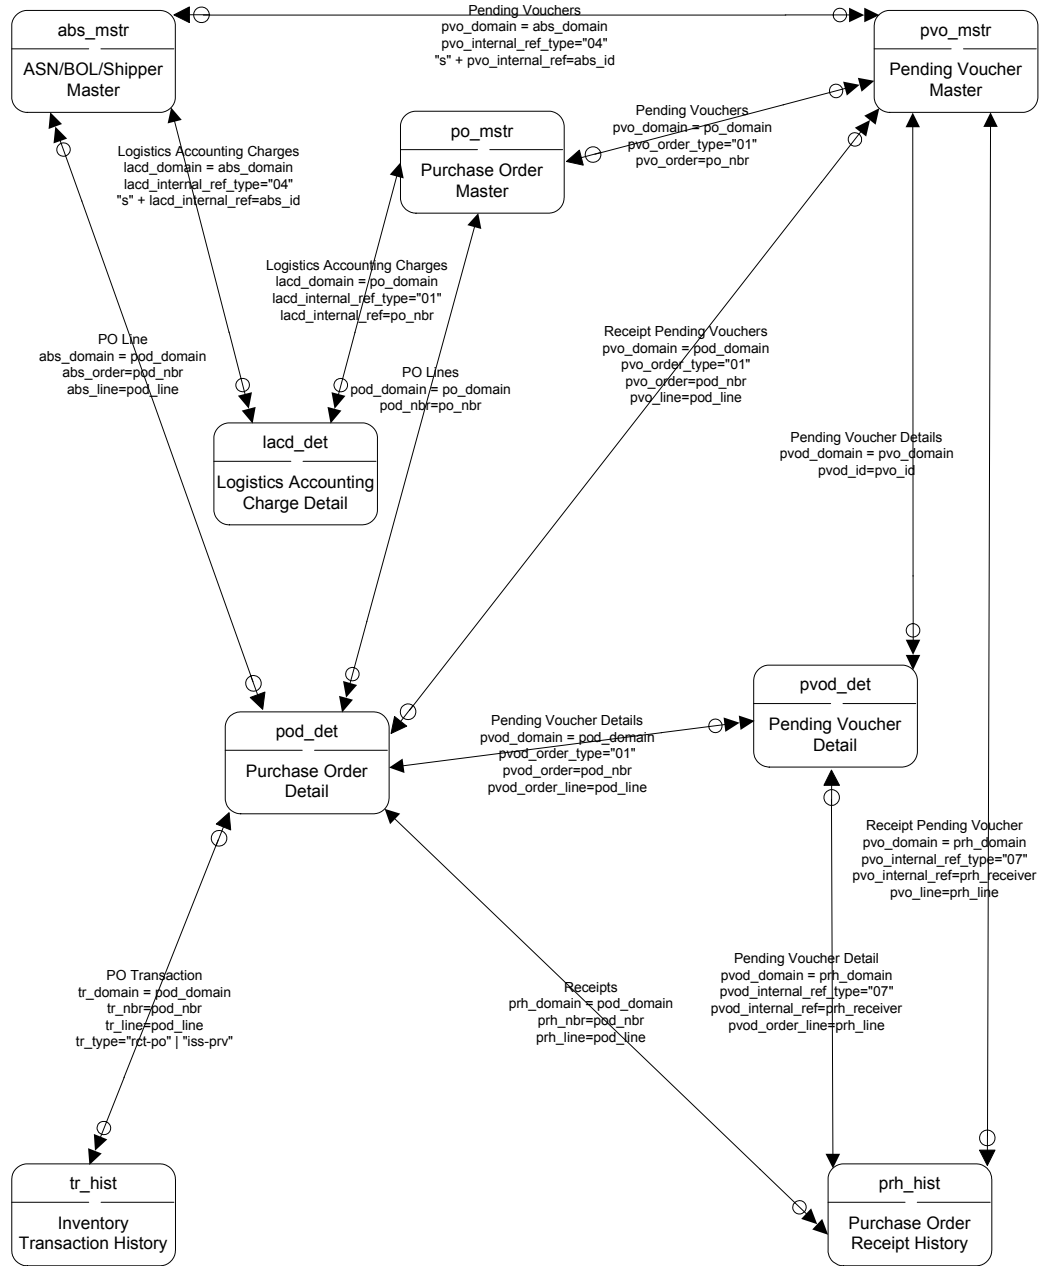 Pending Vouchers
pvo_domain = abs_domain
pvo_internal_ref_type="04"
"s" + pvo_internal_ref=abs_id
abs_mstr
ASN/BOL/Shipper
Master
pvo_mstr
Pending Voucher
Master
Pending Vouchers
pvo_domain = po_domain
pvo_order_type="01"
pvo_order=po_nbr
po_mstr
Purchase Order
Master
Logistics Accounting Charges
lacd_domain = abs_domain
lacd_internal_ref_type="04"
"s" + lacd_internal_ref=abs_id
Logistics Accounting Charges
lacd_domain = po_domain
lacd_internal_ref_type="01"
lacd_internal_ref=po_nbr
PO Line
abs_domain = pod_domain
abs_order=pod_nbr
abs_line=pod_line
PO Lines
pod_domain = po_domain
pod_nbr=po_nbr
Receipt Pending Vouchers
pvo_domain = pod_domain
pvo_order_type="01"
pvo_order=pod_nbr
pvo_line=pod_line
lacd_det
Logistics Accounting
Charge Detail
Pending Voucher Details
pvod_domain = pvo_domain
pvod_id=pvo_id
pvod_det
Pending Voucher
Detail
pod_det
Purchase Order
Detail
Pending Voucher Details
pvod_domain = pod_domain
pvod_order_type="01"
pvod_order=pod_nbr
pvod_order_line=pod_line
Receipt Pending Voucher
pvo_domain = prh_domain
pvo_internal_ref_type="07"
pvo_internal_ref=prh_receiver
pvo_line=prh_line
PO Transaction
tr_domain = pod_domain
tr_nbr=pod_nbr
tr_line=pod_line
tr_type="rct-po" | "iss-prv"
Receipts
prh_domain = pod_domain
prh_nbr=pod_nbr
prh_line=pod_line
Pending Voucher Detail
pvod_domain = prh_domain
pvod_internal_ref_type="07"
pvod_internal_ref=prh_receiver
pvod_order_line=prh_line
tr_hist
Inventory
Transaction History
prh_hist
Purchase Order
Receipt History